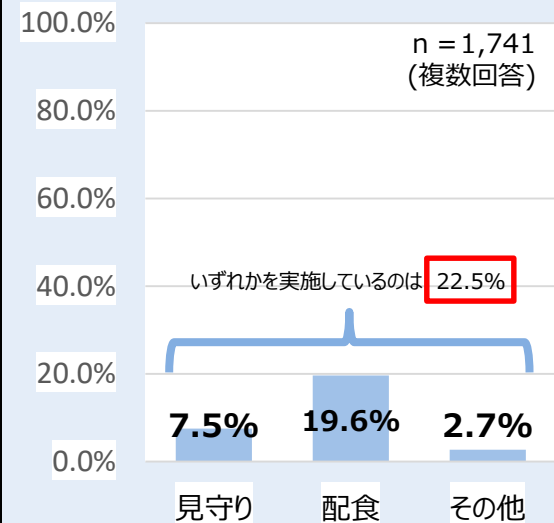 100.0%
n＝1,741
(複数回答)
80.0%
60.0%
いずれかを実施しているのは 22.5%
40.0%
20.0%
7.5% 19.6% 2.7%
0.0%
見守り 配食 その他